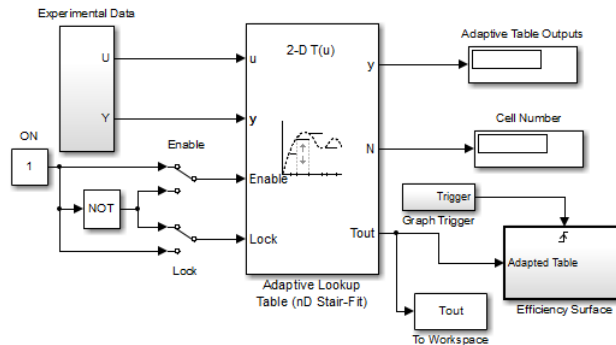 Experimental Data
U
Y
ON
1
NOT
Enable
Lock
2-D T(u)
u
y
Enable
Lock
y
N
Tout
Adaptive Lookup
Table (nD Stair-Fit)
Adaptive Table Outputs
Cell Number
Trigger
Graph Trigger
Adapted Table
Efficiency Surface
Tout
To Workspace